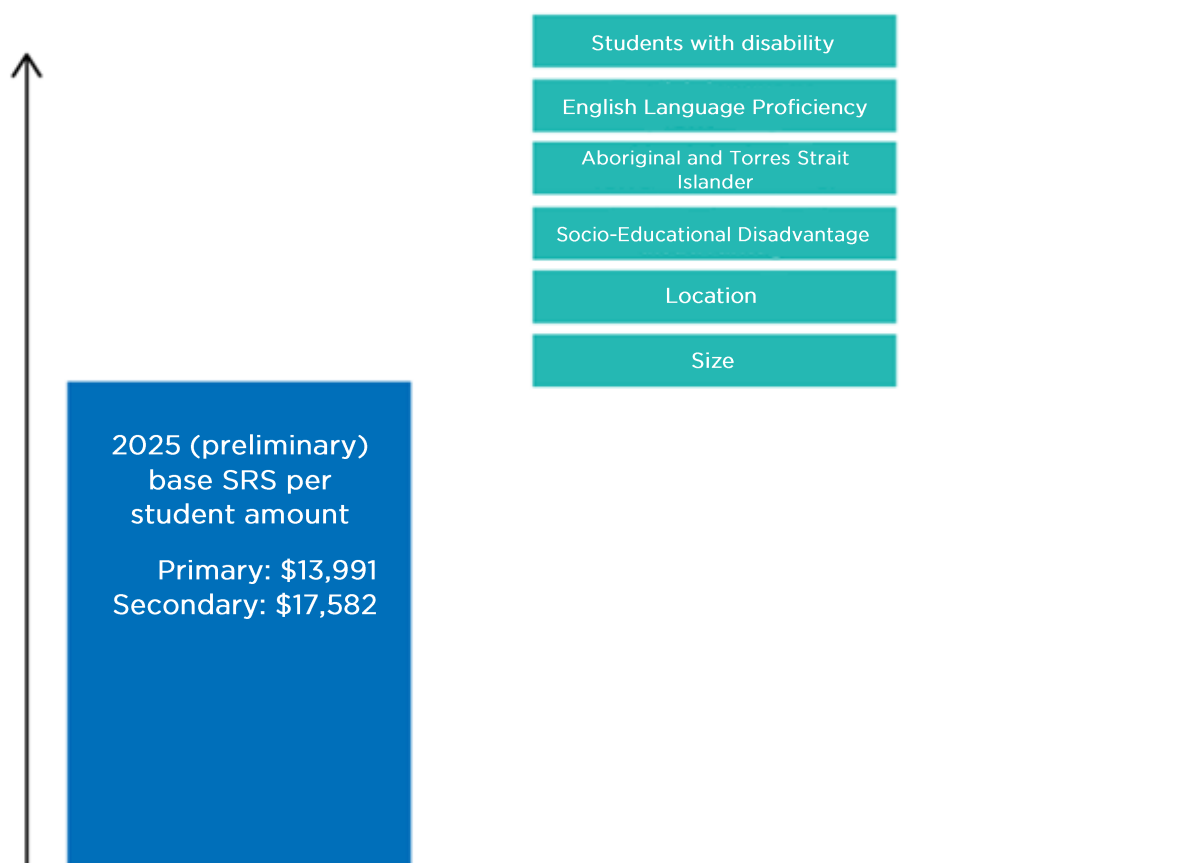 Students with disability
English Language Proficiency
Aboriginal and Torres Strait
Islander
Socio-Educational Disadvantage
Location
Size
2025 (preliminary)
base SRS per
student amount
Primary: $13,991
Secondary: $17,582